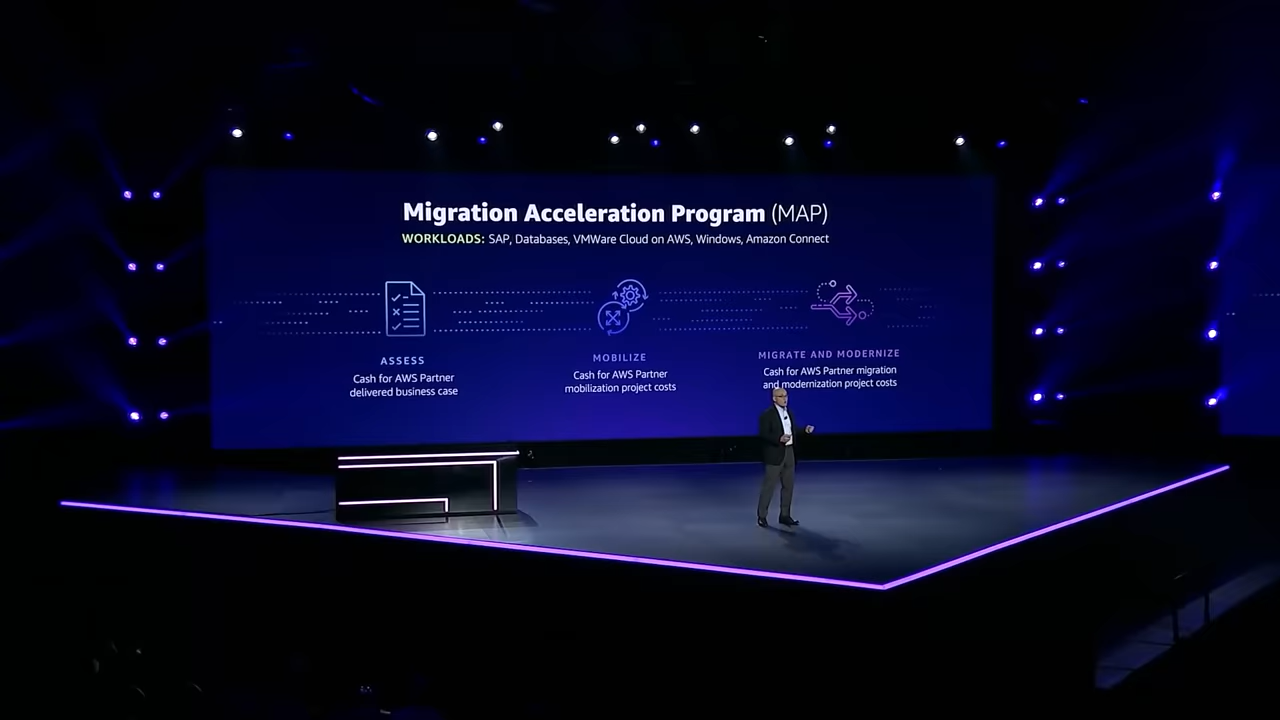 Migration Acceleration Program (MAP)
WORKLOADS: SAP, Databases, VMWare Cloud on AWS, Windows, Amazon Connect
ASSESS
Cash for AWS Partner
delivered business case
MOBILIZE
Cash for AWS Partner
mobilization project costs
MIGRATE AND MODERNIZE
Cash for AWS Partner migration
and modernization project costs